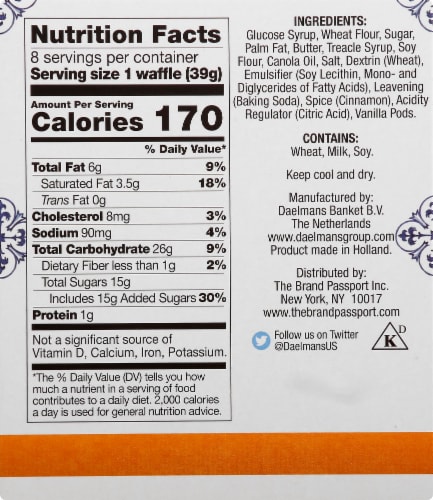 Nutrition Facts
8 servings per container
Serving size 1 waffle (39g)
Amount Per Serving
Calories 170
% Daily Value*
Total Fat 6g 9%
Saturated Fat 3.5g 18%
Trans Fat 0g
Cholesterol 8mg 3%
Sodium 90mg 4%
Total Carbohydrate 26g 9%
Dietary Fiber less than 1g 2%
Total Sugars 15g
Includes 15g Added Sugars 30%
Protein 1g
Not a significant source of
Vitamin D, Calcium, Iron, Potassium.
*The % Daily Value (DV) tells you how
much a nutrient in a serving of food
contributes to a daily diet. 2,000 calories
a day is used for general nutrition advice.
INGREDIENTS:
Glucose Syrup, Wheat Flour, Sugar,
Palm Fat, Butter, Treacle Syrup, Soy
Flour, Canola Oil, Salt, Dextrin (Wheat),
Emulsifier (Soy Lecithin, Mono- and
Diglycerides of Fatty Acids), Leavening
(Baking Soda), Spice (Cinnamon), Acidity
Regulator (Citric Acid), Vanilla Pods.
CONTAINS:
Wheat, Milk, Soy.
Keep cool and dry.
Manufactured by:
Daelmans Banket B.V.
The Netherlands
www.daelmansgroup.com
Product made in Holland.
Distributed by:
The Brand Passport Inc.
New York, NY 10017
www.thebrandpassport.com
Follow us on Twitter
@DaelmansUS
K D